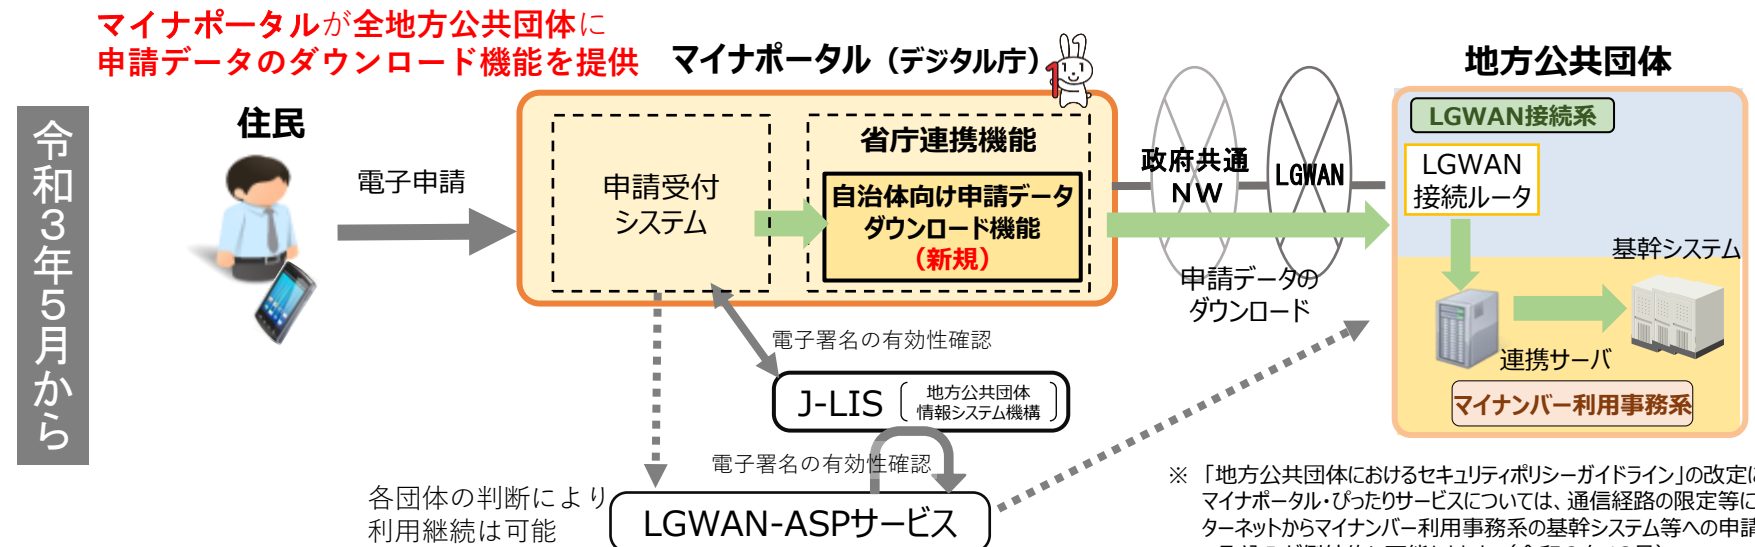 マイナポータルが全地方公共団体に
申請データのダウンロード機能を提供
マイナポータル（デジタル庁）
1
地方公共団体
令和３年５月から
住民
電子申請
申請受付
システム
省庁連携機能
自治体向け申請データ
ダウンロード機能
（新規）
政府共通
NW
LGWAN
申請データの
ダウンロード
LGWAN接続系
LGWAN
接続ルータ
基幹システム
連携サーバ
マイナンバー利用事務系
電子署名の有効性確認
J-LIS
地方公共団体
情報システム機構
電子署名の有効性確認
各団体の判断により
利用継続は可能
LGWAN-ASPサービス
※ 「地方公共団体におけるセキュリティポリシーガイドライン」の改定に
マイナポータル・ぴったりサービスについては、通信経路の限定等に
ターネットからマイナンバー利用事務系の基幹システム等への申請